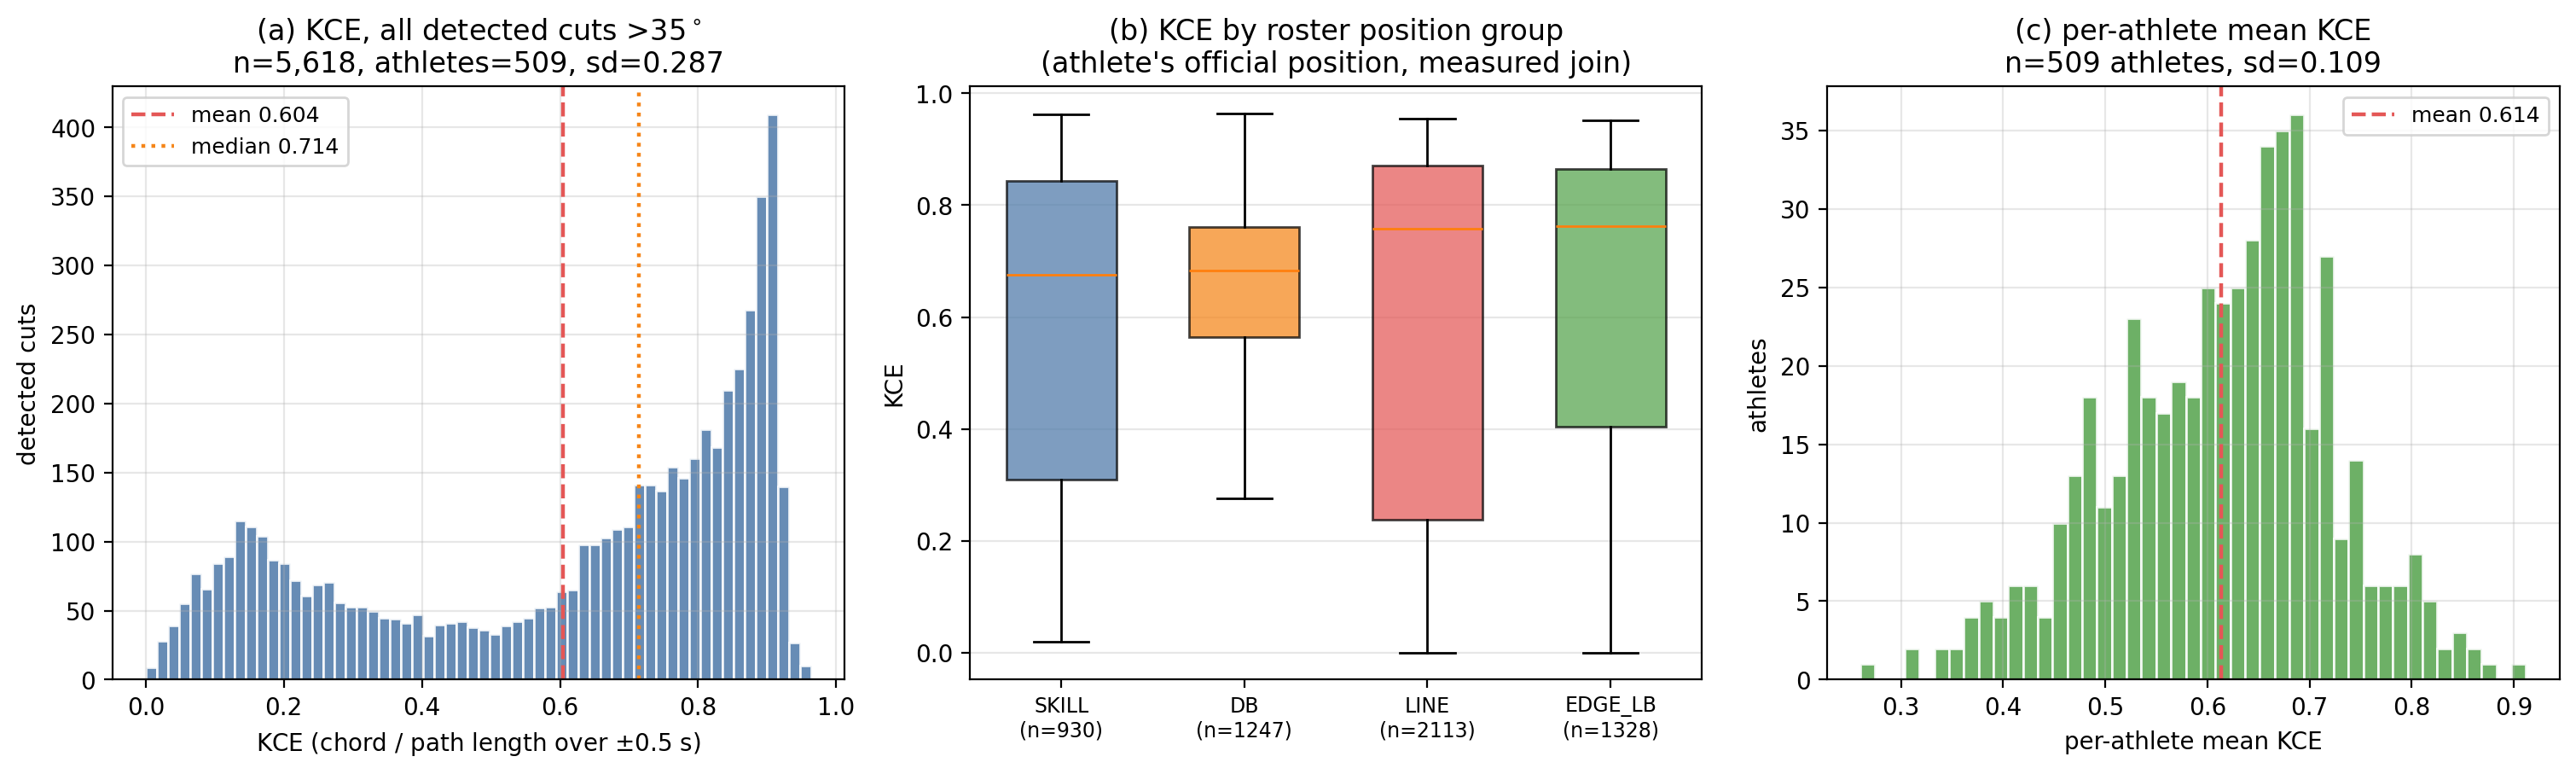 (a) KCE, all detected cuts >35°
n=5,618, athletes=509, sd=0.287
mean 0.604
median 0.714
detected cuts
400
350
300
250
200
150
100
50
0
0.0 0.2 0.4 0.6 0.8 1.0
KCE (chord / path length over ±0.5 s)
(b) KCE by roster position group
(athlete's official position, measured join)
KCE
1.0
0.8
0.6
0.4
0.2
0.0
SKILL
(n=930)
DB
(n=1247)
LINE
(n=2113)
EDGE_LB
(n=1328)
(c) per-athlete mean KCE
n=509 athletes, sd=0.109
mean 0.614
athletes
35
30
25
20
15
10
5
0
0.3 0.4 0.5 0.6 0.7 0.8 0.9
per-athlete mean KCE